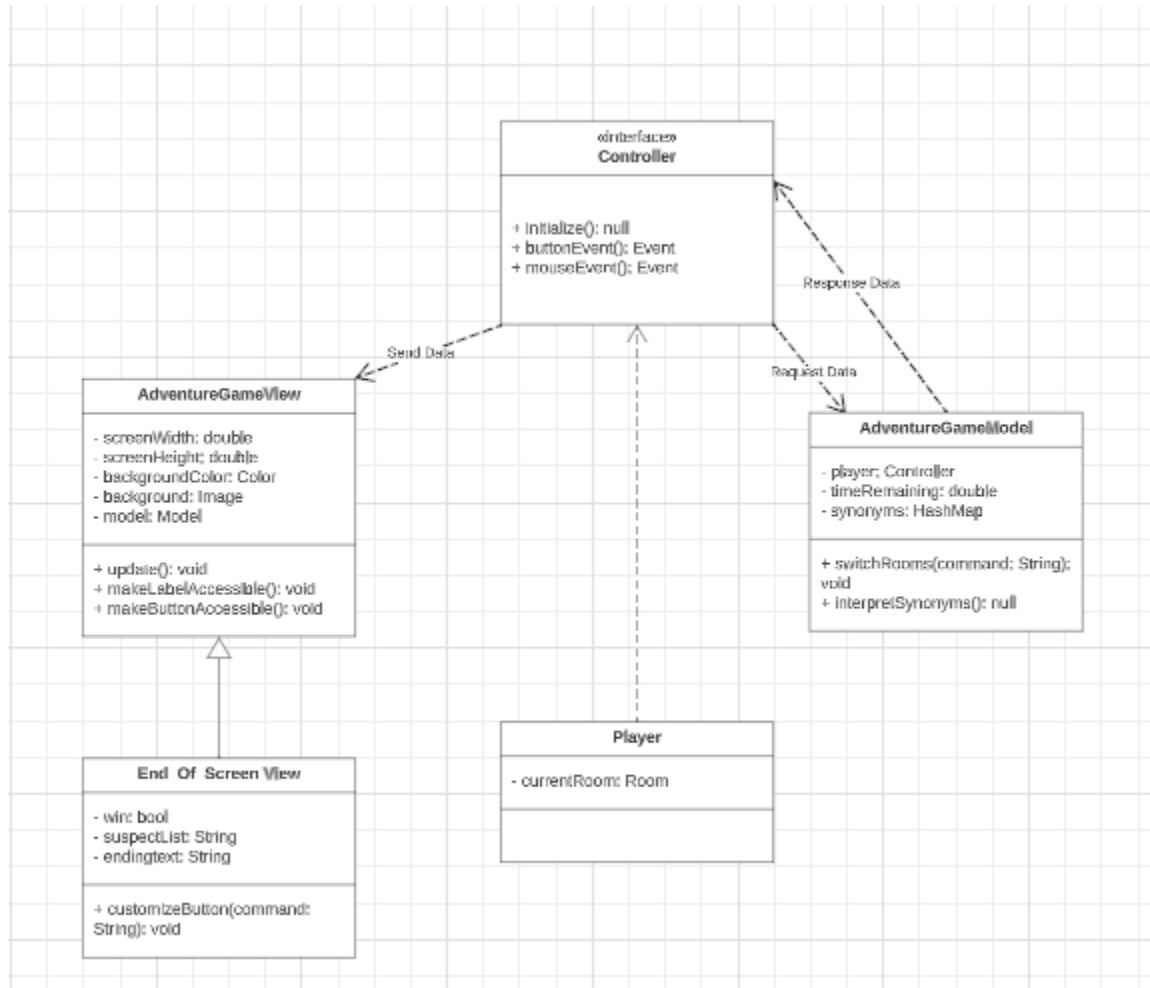 «interface»
Controller
+ initialize(): null
+ buttonEvent(): Event
+ mouseEvent(): Event
Response Data
Send Data
Request Data
AdventureGameView
- screenWidth: double
- screenHeight: double
- backgroundColor: Color
- background: Image
- model: Model
+ update(): void
+ makeLabelAccessible(): void
+ makeButtonAccessible(): void
AdventureGameModel
- player: Controller
- timeRemaining: double
- synonyms: HashMap
+ switchRooms(command: String):
void
+ interpretSynonyms(): null
Player
- currentRoom: Room
End Of Screen View
- win: bool
- suspectList: String
- endingtext: String
+ customizeButton(command:
String): void